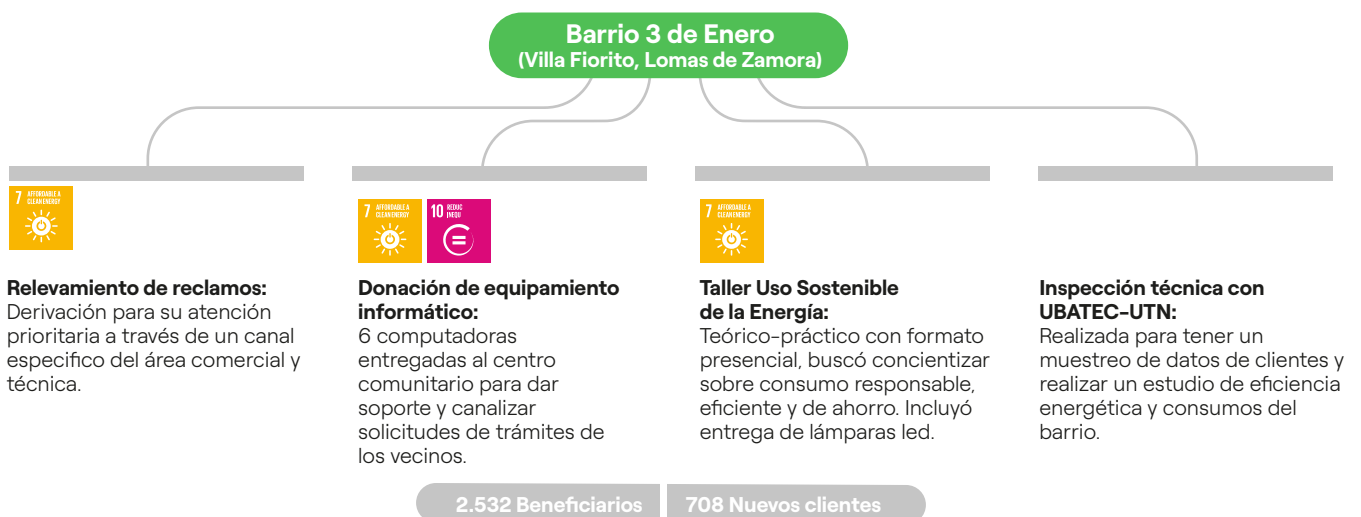 Barrio 3 de Enero
(Villa Fiorito, Lomas de Zamora)
7 AFFORDABLE A
CLEAN ENERGY
Relevamiento de reclamos:
Derivación para su atención
prioritaria a través de un canal
especifico del área comercial y
técnica.
7 AFFORDABLE A
CLEAN ENERGY
10 REDUC
INEQU
Donación de equipamiento
informático:
6 computadoras
entregadas al centro
comunitario para dar
soporte y canalizar
solicitudes de trámites de
los vecinos.
7 AFFORDABLE A
CLEAN ENERGY
Taller Uso Sostenible
de la Energía:
Teórico-práctico con formato
presencial, buscó concientizar
sobre consumo responsable,
eficiente y de ahorro. Incluyó
entrega de lámparas led.
Inspección técnica con
UBATEC-UTN:
Realizada para tener un
muestreo de datos de clientes y
realizar un estudio de eficiencia
energética y consumos del
barrio.
2.532 Beneficiarios
708 Nuevos clientes